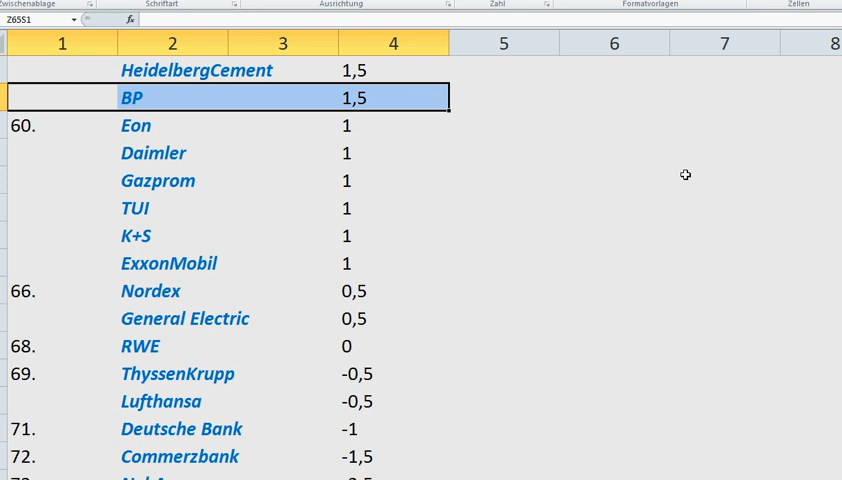 Zwischenablage Schriftart Ausrichtung Zahl Formatvorlagen Zellen
Z65S1 fx
1 2 3 4 5 6 7 8
HeidelbergCement 1,5
BP 1,5
60. Eon 1
Daimler 1
Gazprom 1
TUI 1
K+S 1
ExxonMobil 1
66. Nordex 0,5
General Electric 0,5
68. RWE 0
69. ThyssenKrupp -0,5
Lufthansa -0,5
71. Deutsche Bank -1
72. Commerzbank -1,5